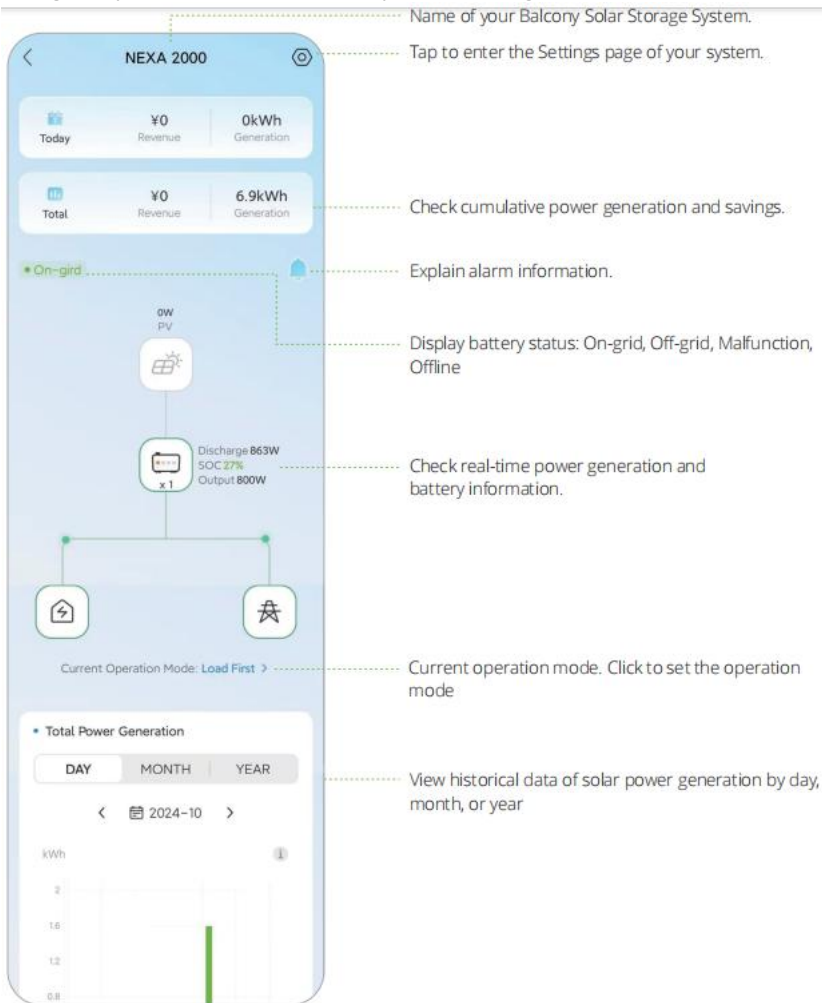 Name of your Balcony Solar Storage System.
NEXA 2000
Tap to enter the Settings page of your system.
Today
¥0
Revenue
0kWh
Generation
Total
¥0
Revenue
6.9kWh
Generation
Check cumulative power generation and savings.
On-gird
Explain alarm information.
0W
PV
Display battery status: On-grid, Off-grid, Malfunction,
Offline
Discharge 863W
SOC 27%
Output 800W
x 1
Check real-time power generation and
battery information.
Current Operation Mode: Load First >
Current operation mode. Click to set the operation
mode
Total Power Generation
DAY MONTH YEAR
View historical data of solar power generation by day,
month, or year
< 2024-10 >
kWh
2
1.6
1.2
0.8